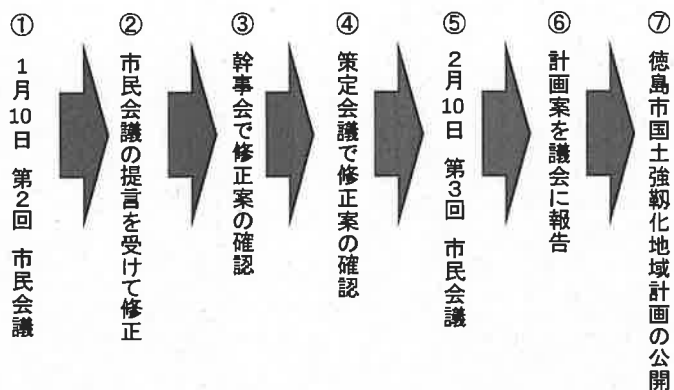 ① 1月10日 第2回 市民会議
② 市民会議の提言を受けて修正
③ 幹事会で修正案の確認
④ 策定会議で修正案の確認
⑤ 2月10日 第3回 市民会議
⑥ 計画案を議会に報告
⑦ 徳島市国土強靱化地域計画の公開